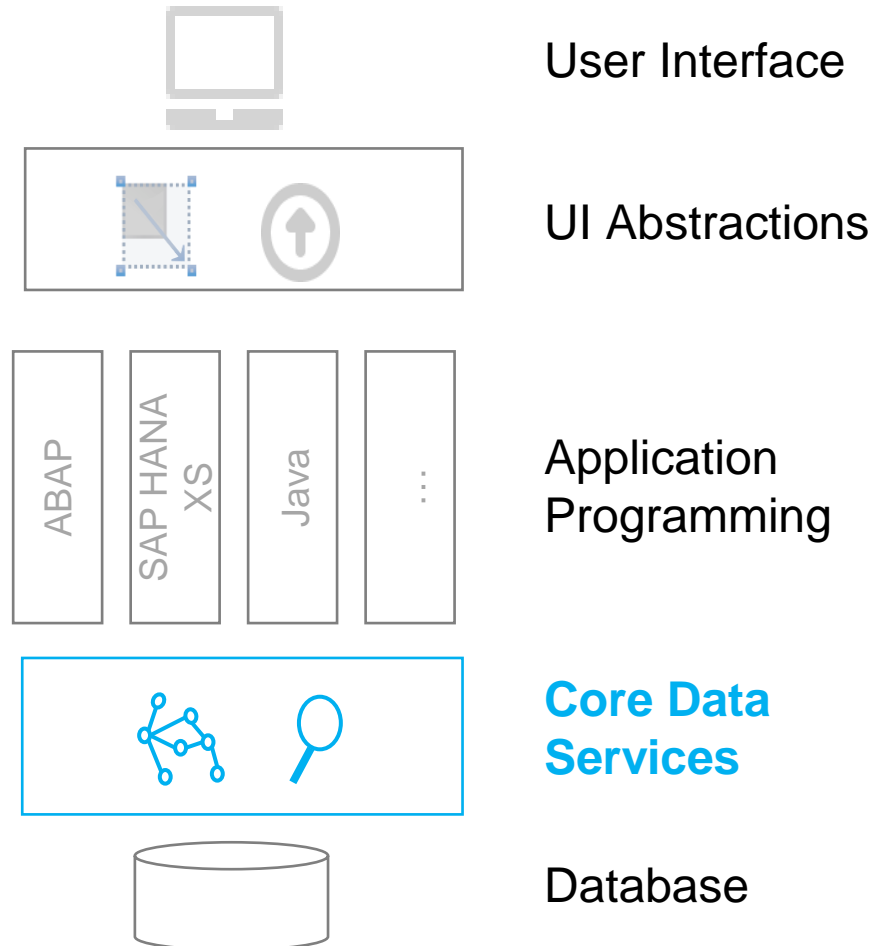 User Interface
UI Abstractions
ABAP
SAP HANA
XS
Java
...
Application
Programming
Core Data
Services
Database